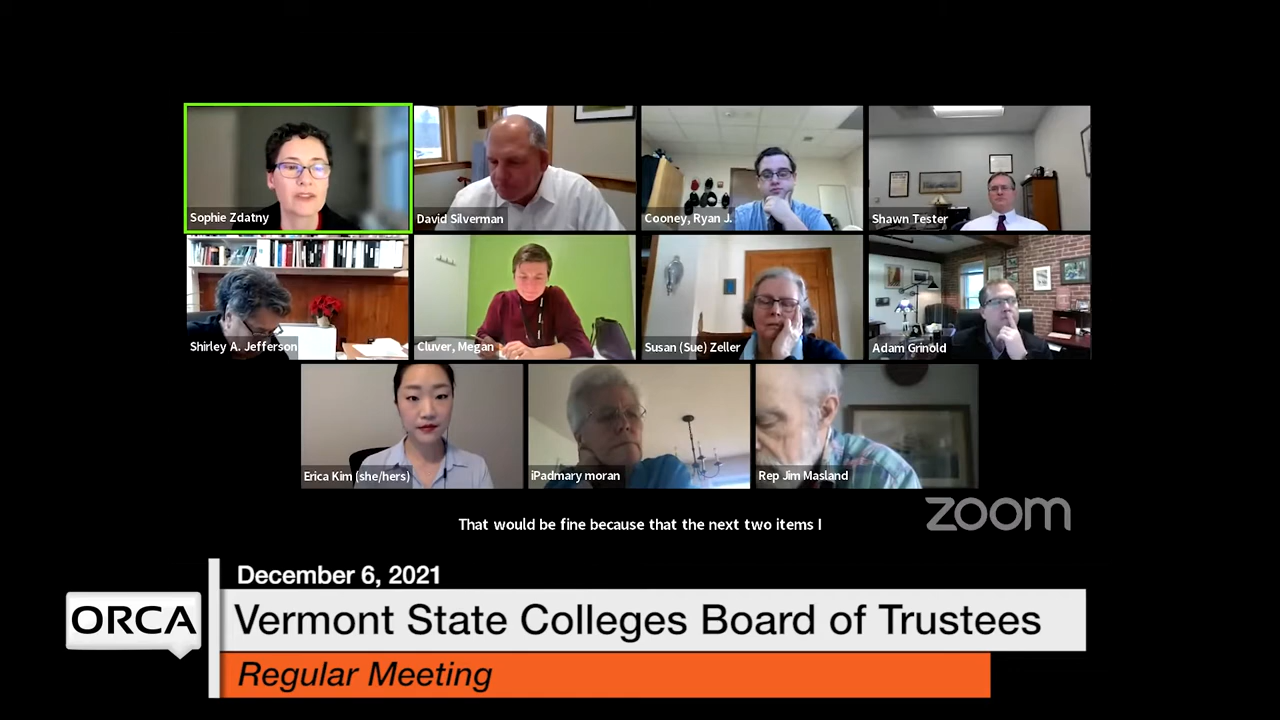 Sophie Zdatny
David Silverman
Cooney, Ryan J.
Shawn Tester
Shirley A. Jefferson
Cluver, Megan
Susan (Sue) Zeller
Adam Grinold
Erica Kim (she/hers)
iPadmary moran
Rep Jim Masland
That would be fine because that the next two items I
zoom
December 6, 2021
ORCA
Vermont State Colleges Board of Trustees
Regular Meeting